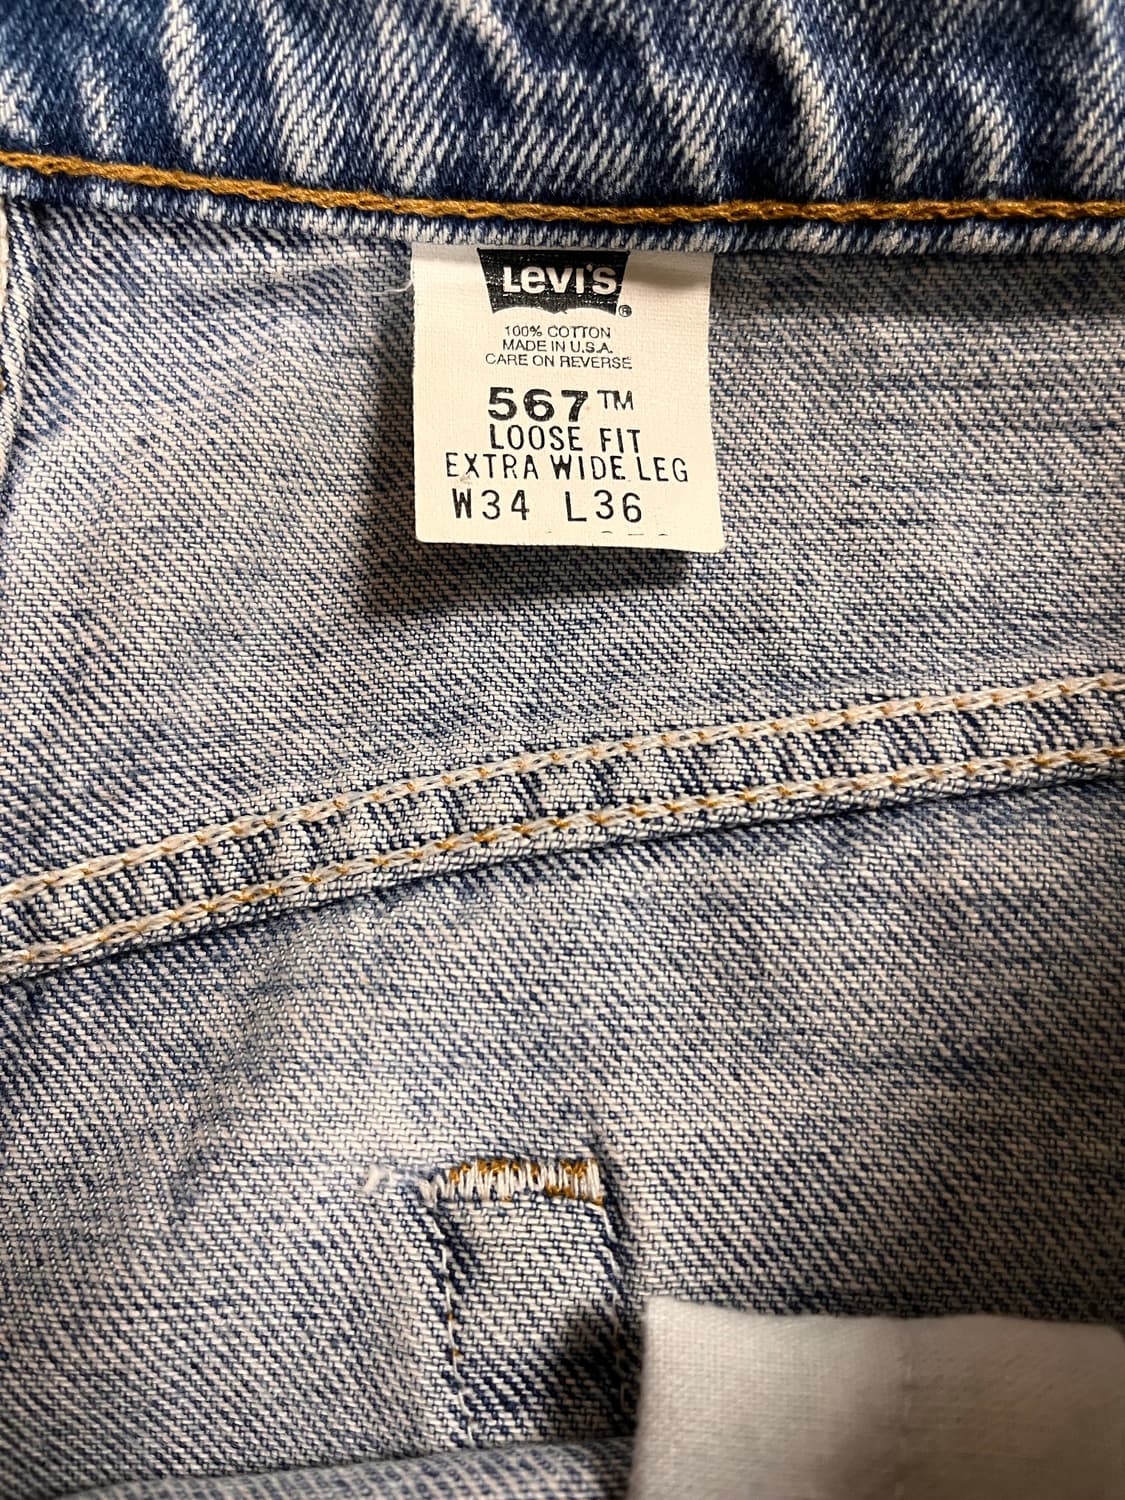 Levi's®
100% COTTON
MADE IN U.S.A.
CARE ON REVERSE
567™
LOOSE FIT
EXTRA WIDE LEG
W34 L36